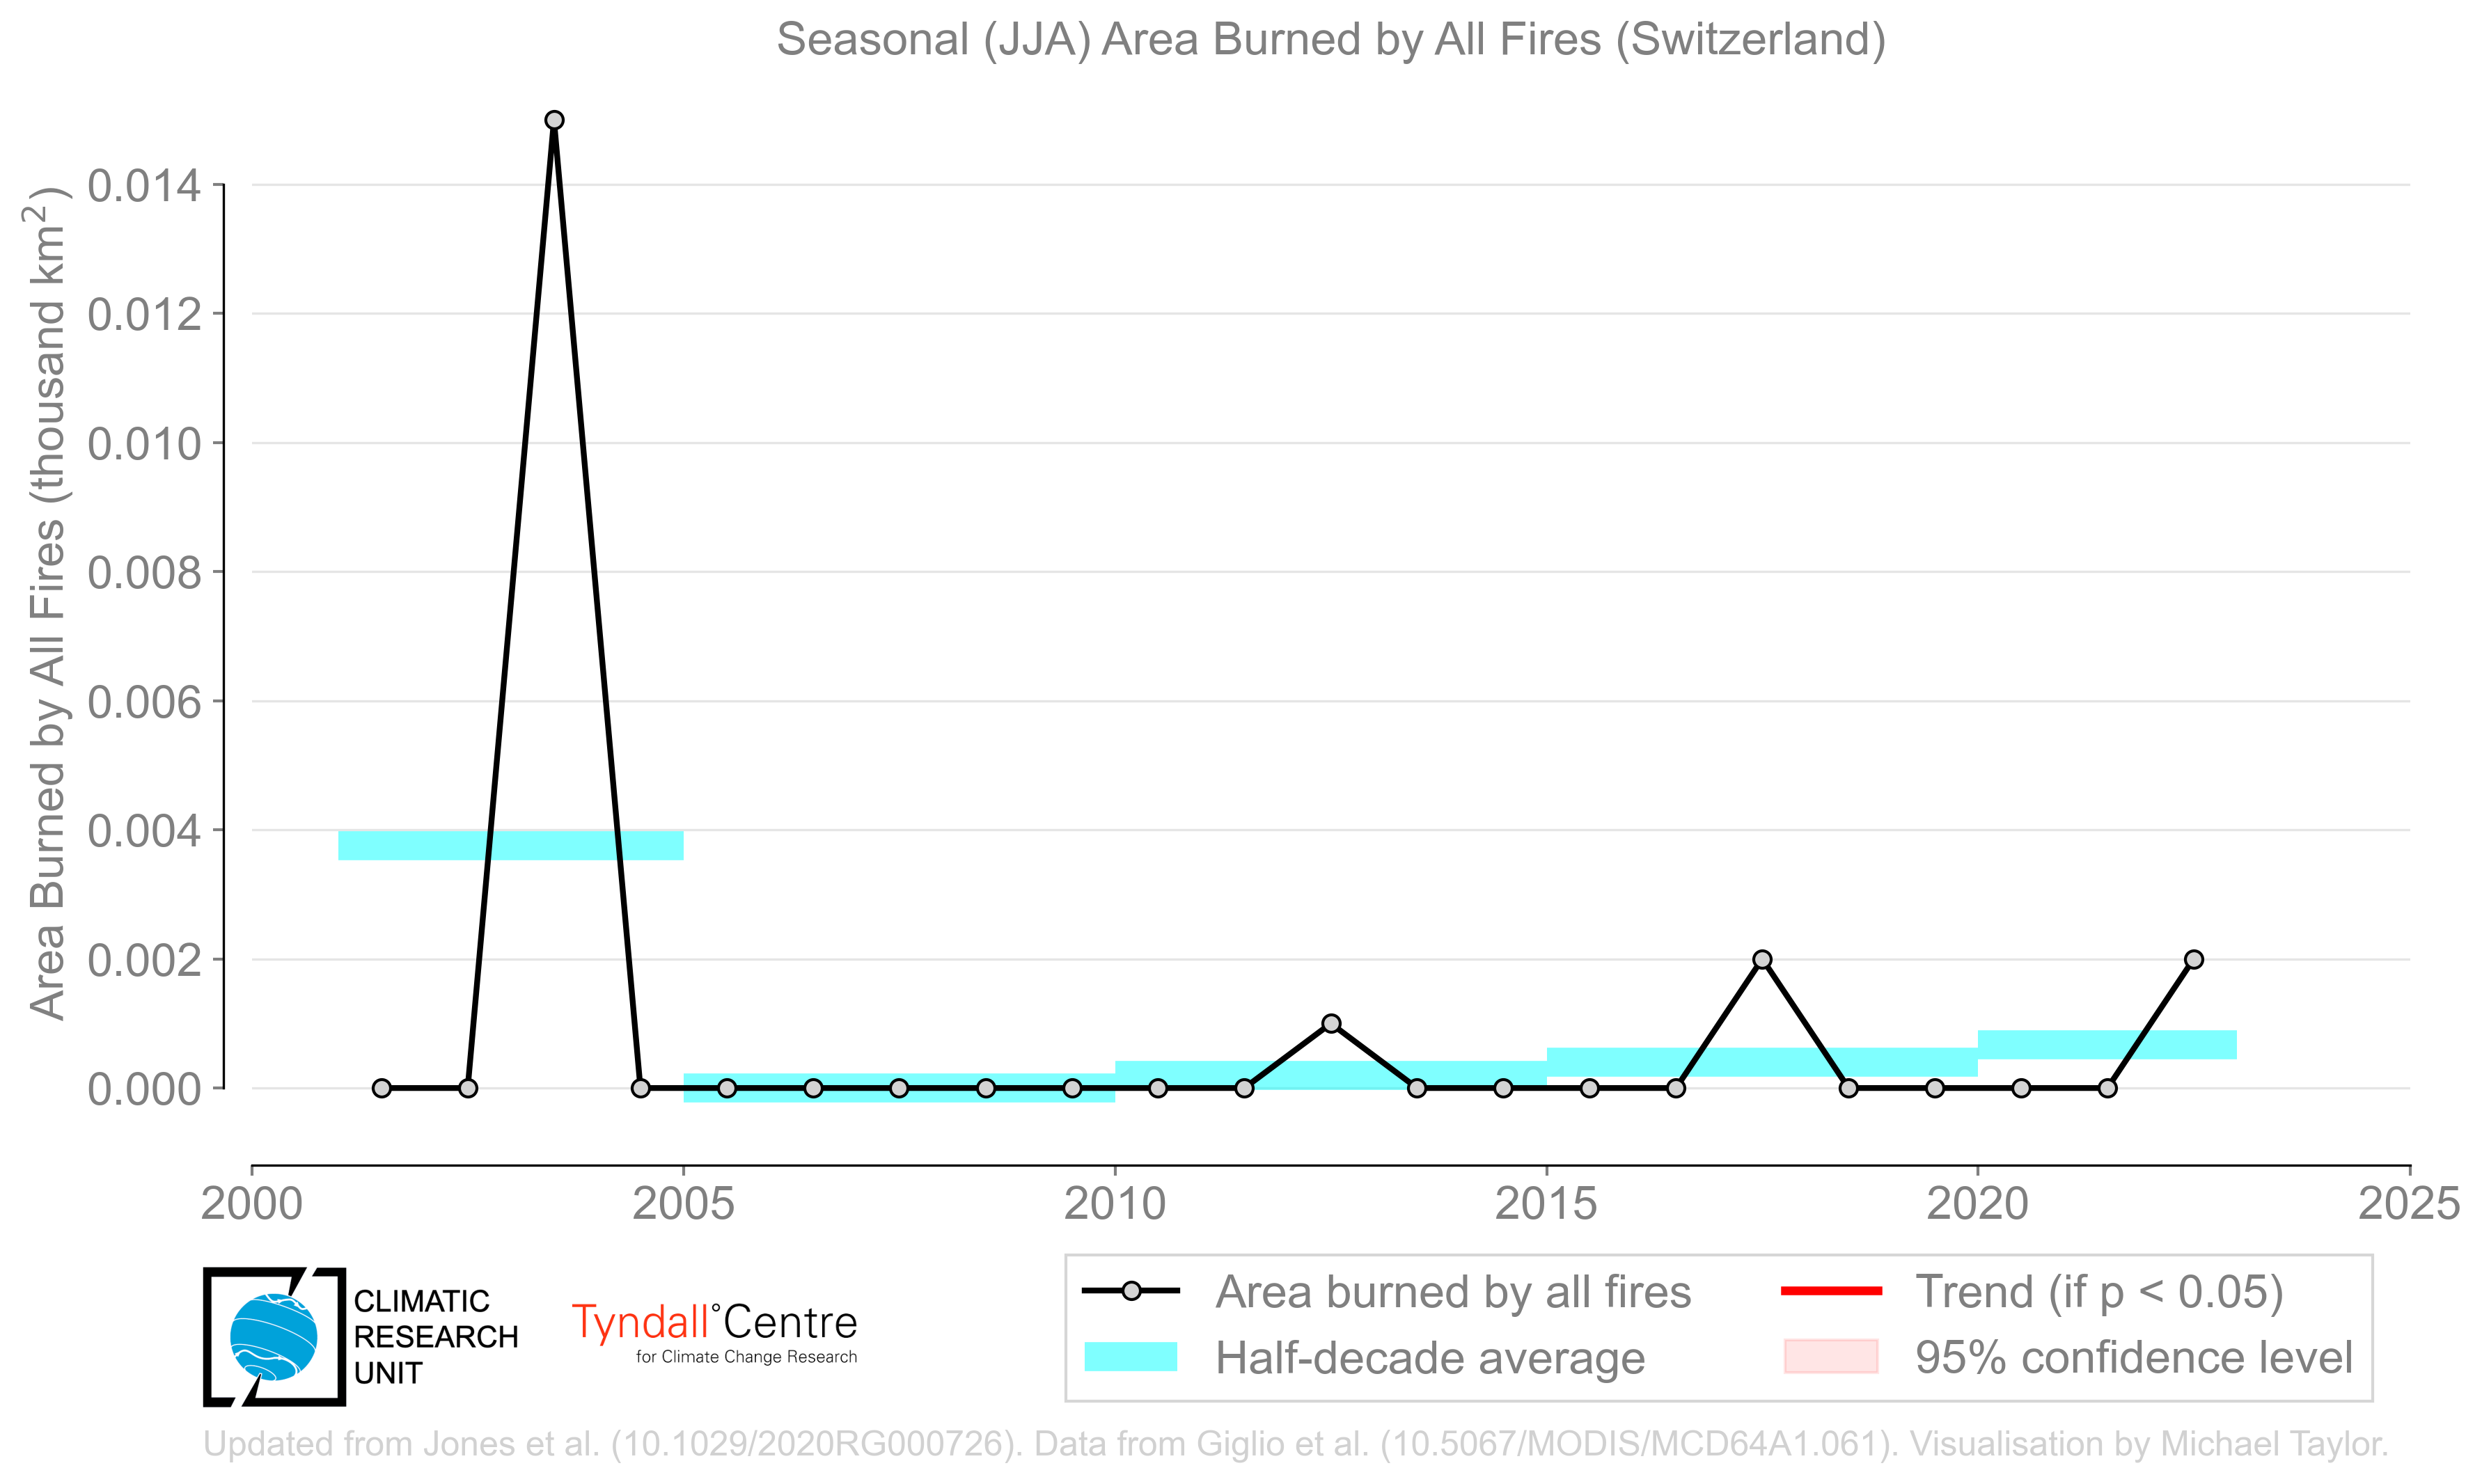 Seasonal (JJA) Area Burned by All Fires (Switzerland)
Area Burned by All Fires (thousand km²)
0.014
0.012
0.010
0.008
0.006
0.004
0.002
0.000
2000 2005 2010 2015 2020 2025
CLIMATIC
RESEARCH
UNIT
Tyndall°Centre
for Climate Change Research
Area burned by all fires
Half-decade average
Trend (if p < 0.05)
95% confidence level
Updated from Jones et al. (10.1029/2020RG000726). Data from Giglio et al. (10.5067/MODIS/MCD64A1.061). Visualisation by Michael Taylor.